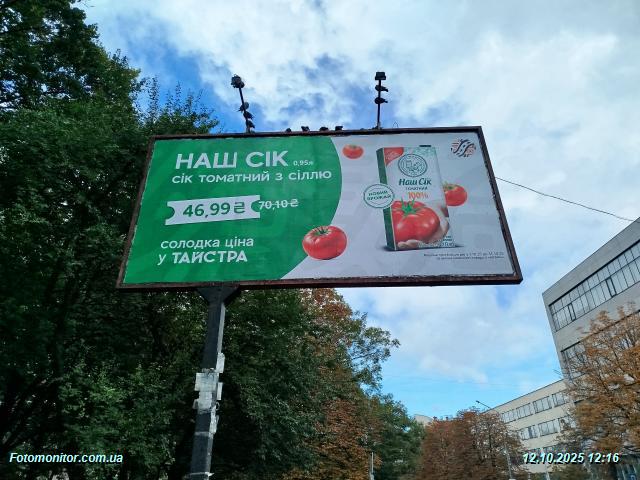 НАШ СІК 0,95л
сік томатний з сіллю
46,99 ₴ 70,10 ₴
солодка ціна
у ТАЙСТРА
Наш Сік
ТОМАТНИЙ
100%
НОВИЙ
ВРОЖАЙ
Fotomonitor.com.ua
12.10.2025 12:16